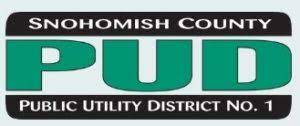 SNOHOMISH COUNTY
PUD
PUBLIC UTILITY DISTRICT NO. 1